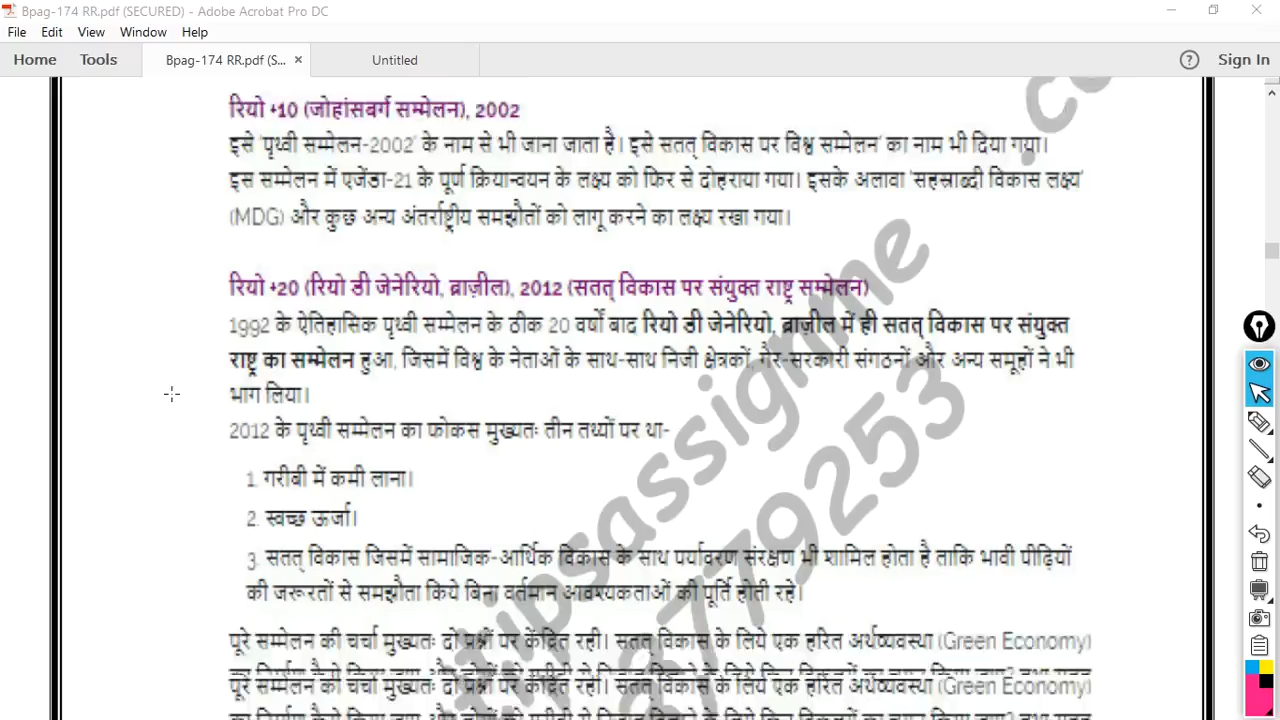 Bpag-174 RR.pdf (SECURED) - Adobe Acrobat Pro DC
File Edit View Window Help
Home Tools Bpag-174 RR.pdf (S... × Untitled Sign In
रियो +10 (जोहांसबर्ग सम्मेलन), 2002
इसे 'पृथ्वी सम्मेलन-2002' के नाम से भी जाना जाता है। इसे सतत् विकास पर विश्व सम्मेलन' का नाम भी दिया गया।
इस सम्मेलन में एजेंडा-21 के पूर्ण क्रियान्वयन के लक्ष्य को फिर से दोहराया गया। इसके अलावा 'सहस्राब्दी विकास लक्ष्य'
(MDG) और कुछ अन्य अंतर्राष्ट्रीय समझौतों को लागू करने का लक्ष्य रखा गया।
रियो +20 (रियो डी जेनेरियो, ब्राज़ील), 2012 (सतत् विकास पर संयुक्त राष्ट्र सम्मेलन)
1992 के ऐतिहासिक पृथ्वी सम्मेलन के ठीक 20 वर्षों बाद रियो डी जेनेरियो, ब्राज़ील में ही सतत् विकास पर संयुक्त
राष्ट्र का सम्मेलन हुआ, जिसमें विश्व के नेताओं के साथ-साथ निजी क्षेत्रकों, गैर-सरकारी संगठनों और अन्य समूहों ने भी
भाग लिया।
2012 के पृथ्वी सम्मेलन का फोकस मुख्यतः तीन तथ्यों पर था-
1. गरीबी में कमी लाना।
2. स्वच्छ ऊर्जा।
3. सतत् विकास जिसमें सामाजिक-आर्थिक विकास के साथ पर्यावरण संरक्षण भी शामिल होता है ताकि भावी पीढ़ियों
की जरूरतों से समझौता किये बिना वर्तमान आवश्यकताओं की पूर्ति होती रहे।
पूरे सम्मेलन की चर्चा मुख्यतः दो प्रश्नों पर केंद्रित रही। सतत् विकास के लिये एक हरित अर्थव्यवस्था (Green Economy)
पूरे सम्मेलन की चर्चा मुख्यतः दो प्रश्नों पर केंद्रित रही। सतत् विकास के लिये एक हरित अर्थव्यवस्था (Green Economy)